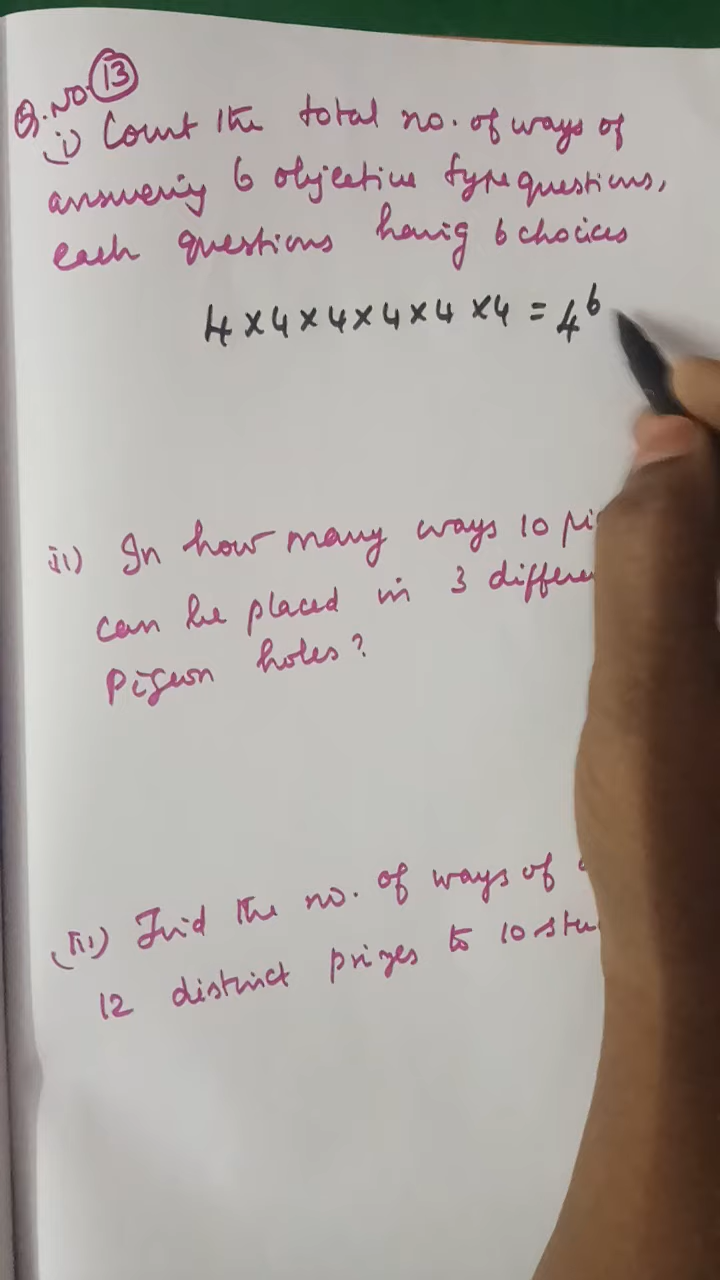 Q.NO 13
(i) Count the total no. of ways of
answering 6 objective type questions,
each questions having 6 choices
4 × 4 × 4 × 4 × 4 × 4 = 4⁶
ii) In how many ways 10
can be placed in 3
Pigeon holes?
(iii) Find the no. of ways of
12 distinct prizes to 10